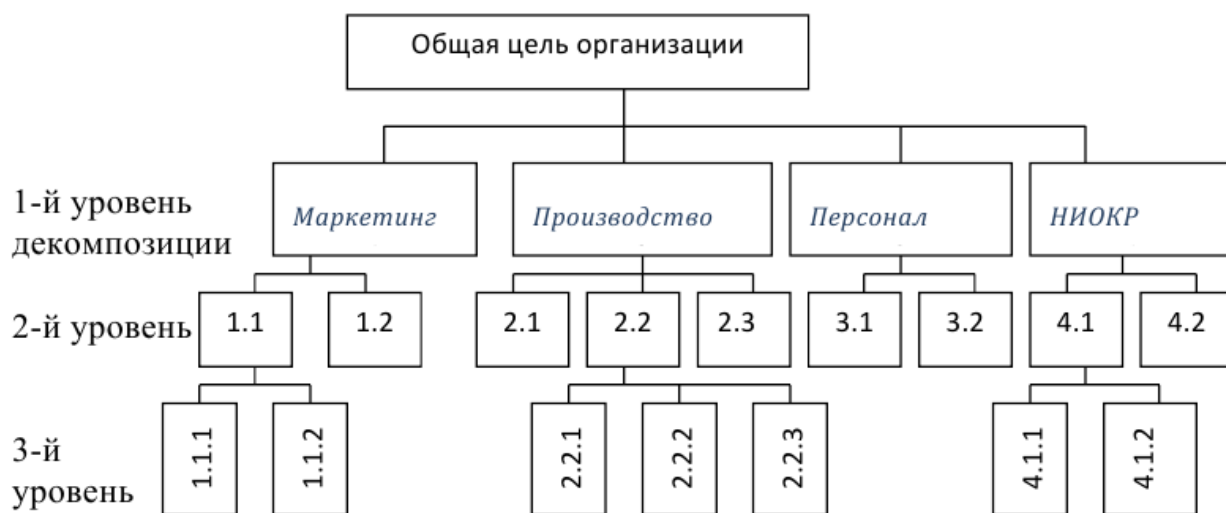 Общая цель организации
1-й уровень
декомпозиции
Маркетинг
Производство
Персонал
НИОКР
2-й уровень
1.1
1.2
2.1
2.2
2.3
3.1
3.2
4.1
4.2
3-й
уровень
1.1.1
1.1.2
2.2.1
2.2.2
2.2.3
4.1.1
4.1.2